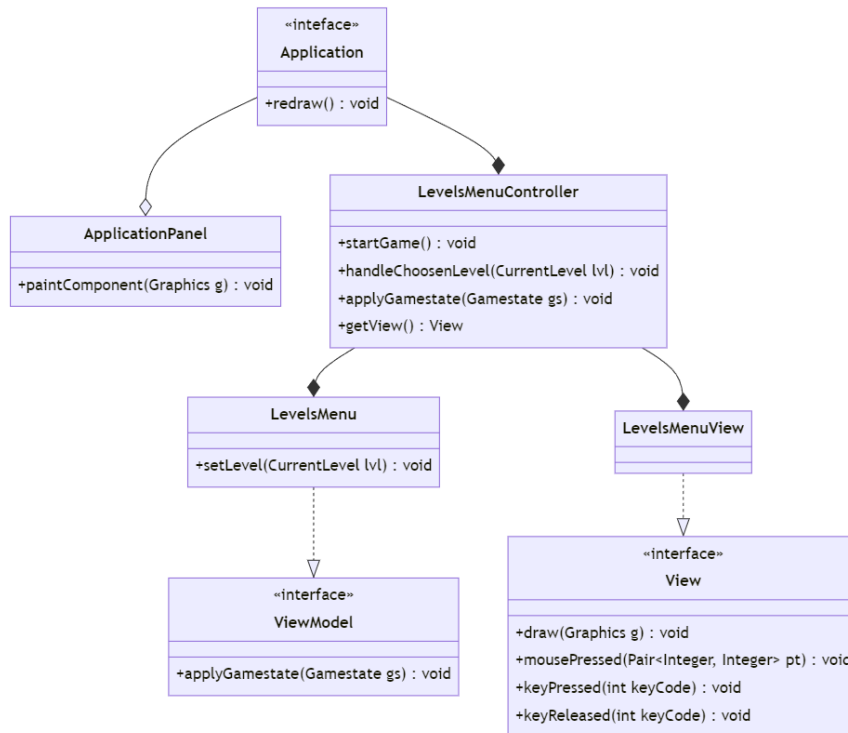 «inteface»
Application
+redraw() : void
LevelsMenuController
+startGame() : void
+handleChoosenLevel(CurrentLevel lvl) : void
+applyGamestate(Gamestate gs) : void
+getView() : View
ApplicationPanel
+paintComponent(Graphics g) : void
LevelsMenu
+setLevel(CurrentLevel lvl) : void
LevelsMenuView
«interface»
ViewModel
+applyGamestate(Gamestate gs) : void
«interface»
View
+draw(Graphics g) : void
+mousePressed(Pair<Integer, Integer> pt) : void
+keyPressed(int keyCode) : void
+keyReleased(int keyCode) : void